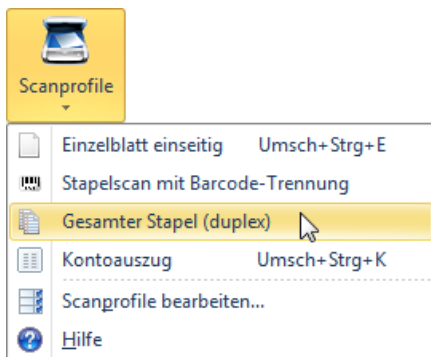 Scanprofile
Einzelblatt einseitig Umsch+Strg+E
Stapelscan mit Barcode-Trennung
Gesamter Stapel (duplex)
Kontoauszug Umsch+Strg+K
Scanprofile bearbeiten...
Hilfe